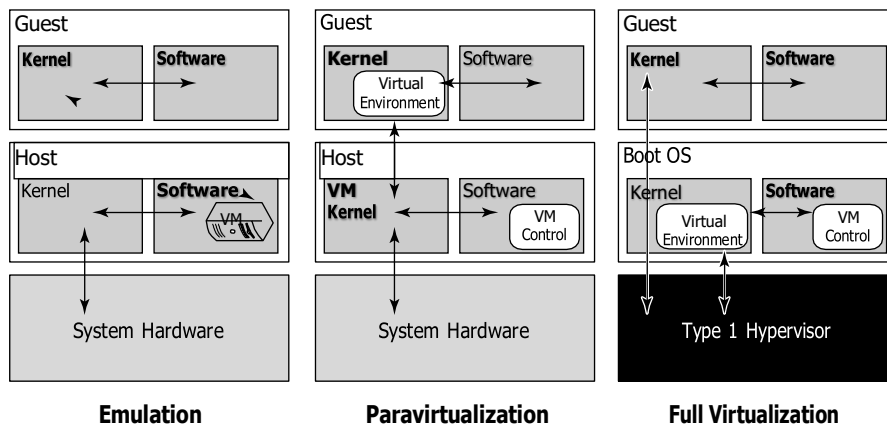 Guest
Kernel
Software
Host
Kernel
Software
VM
System Hardware
Emulation
Guest
Kernel
Software
Virtual
Environment
Host
VM
Kernel
Software
VM
Control
System Hardware
Paravirtualization
Guest
Kernel
Software
Boot OS
Kernel
Software
Virtual
Environment
VM
Control
Type 1 Hypervisor
Full Virtualization